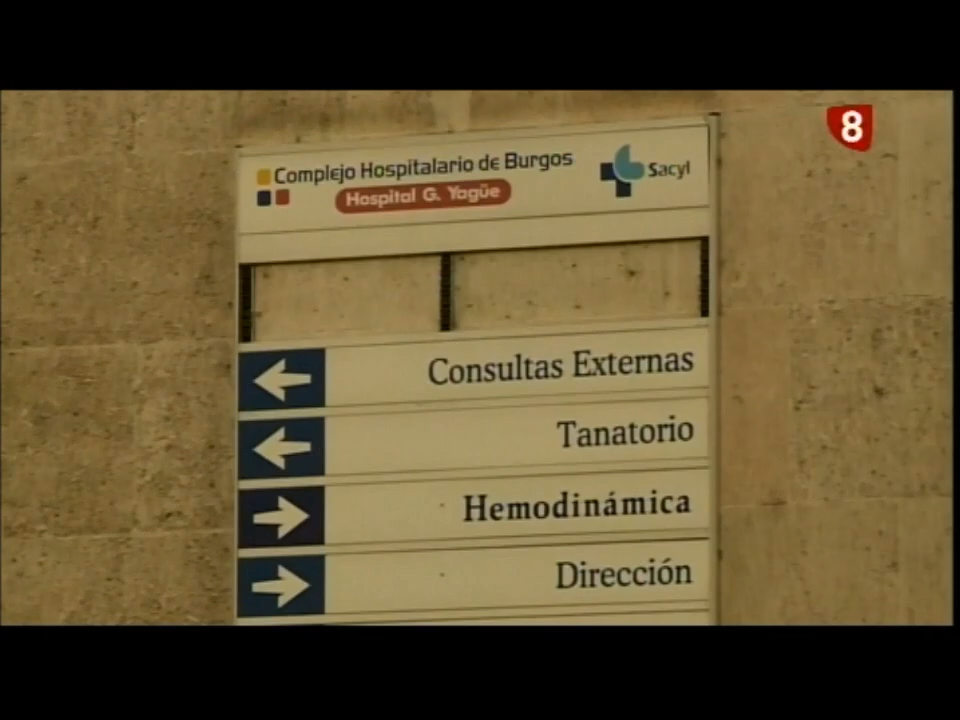 8
Complejo Hospitalario de Burgos
Hospital G. Yagüe
Sacyl
Consultas Externas
Tanatorio
Hemodinámica
Dirección